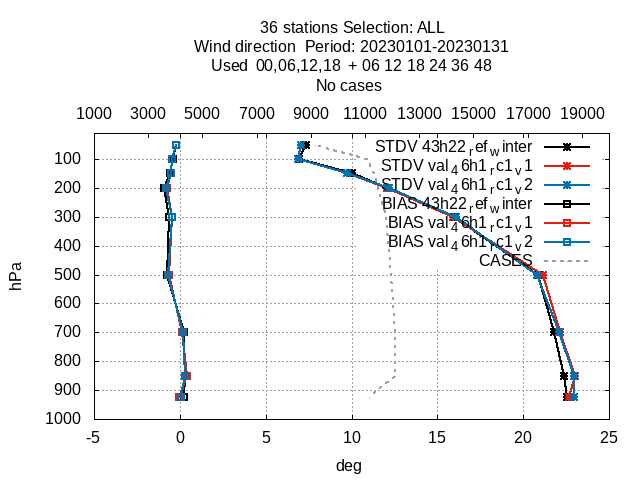 36 stations Selection: ALL
Wind direction  Period: 20230101-20230131
Used  00,06,12,18  + 06 12 18 24 36 48
No cases
1000 3000 5000 7000 9000 11000 13000 15000 17000 19000
STDV 43h22_ref_winter
STDV val_46h1_rc1_v1
STDV val_46h1_rc1_v2
BIAS 43h22_ref_winter
BIAS val_46h1_rc1_v1
BIAS val_46h1_rc1_v2
CASES
hPa
100
200
300
400
500
600
700
800
900
1000
-5 0 5 10 15 20 25
deg